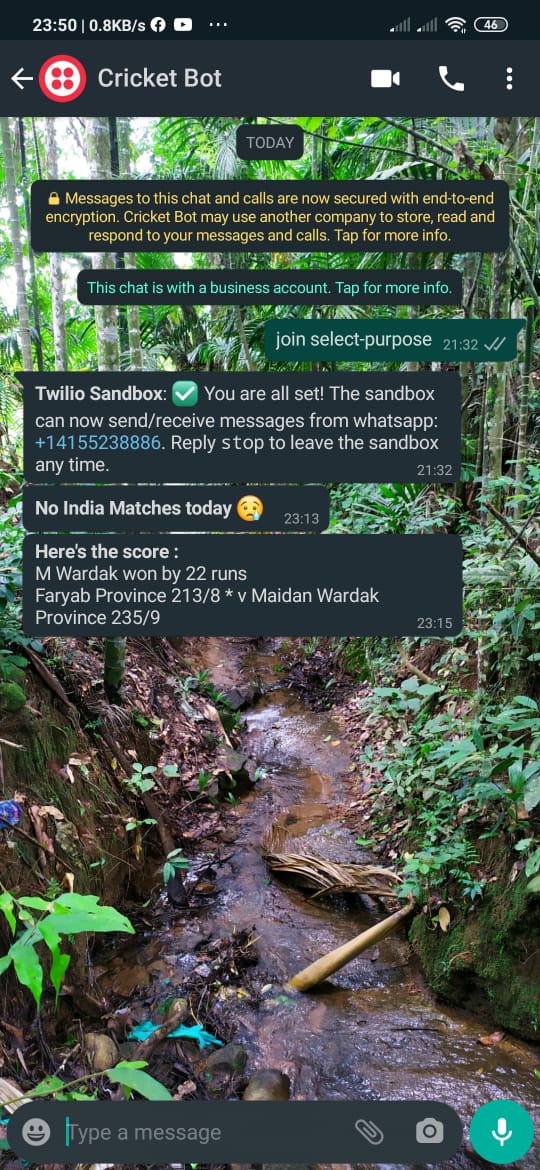 23:50 | 0.8KB/s ...
46
Cricket Bot
TODAY
Messages to this chat and calls are now secured with end-to-end
encryption. Cricket Bot may use another company to store, read and
respond to your messages and calls. Tap for more info.
This chat is with a business account. Tap for more info.
join select-purpose 21:32
Twilio Sandbox: ✅ You are all set! The sandbox
can now send/receive messages from whatsapp:
+14155238886. Reply stop to leave the sandbox
any time. 21:32
No India Matches today 😢 23:13
Here's the score :
M Wardak won by 22 runs
Faryab Province 213/8 * v Maidan Wardak
Province 235/9 23:15
Type a message